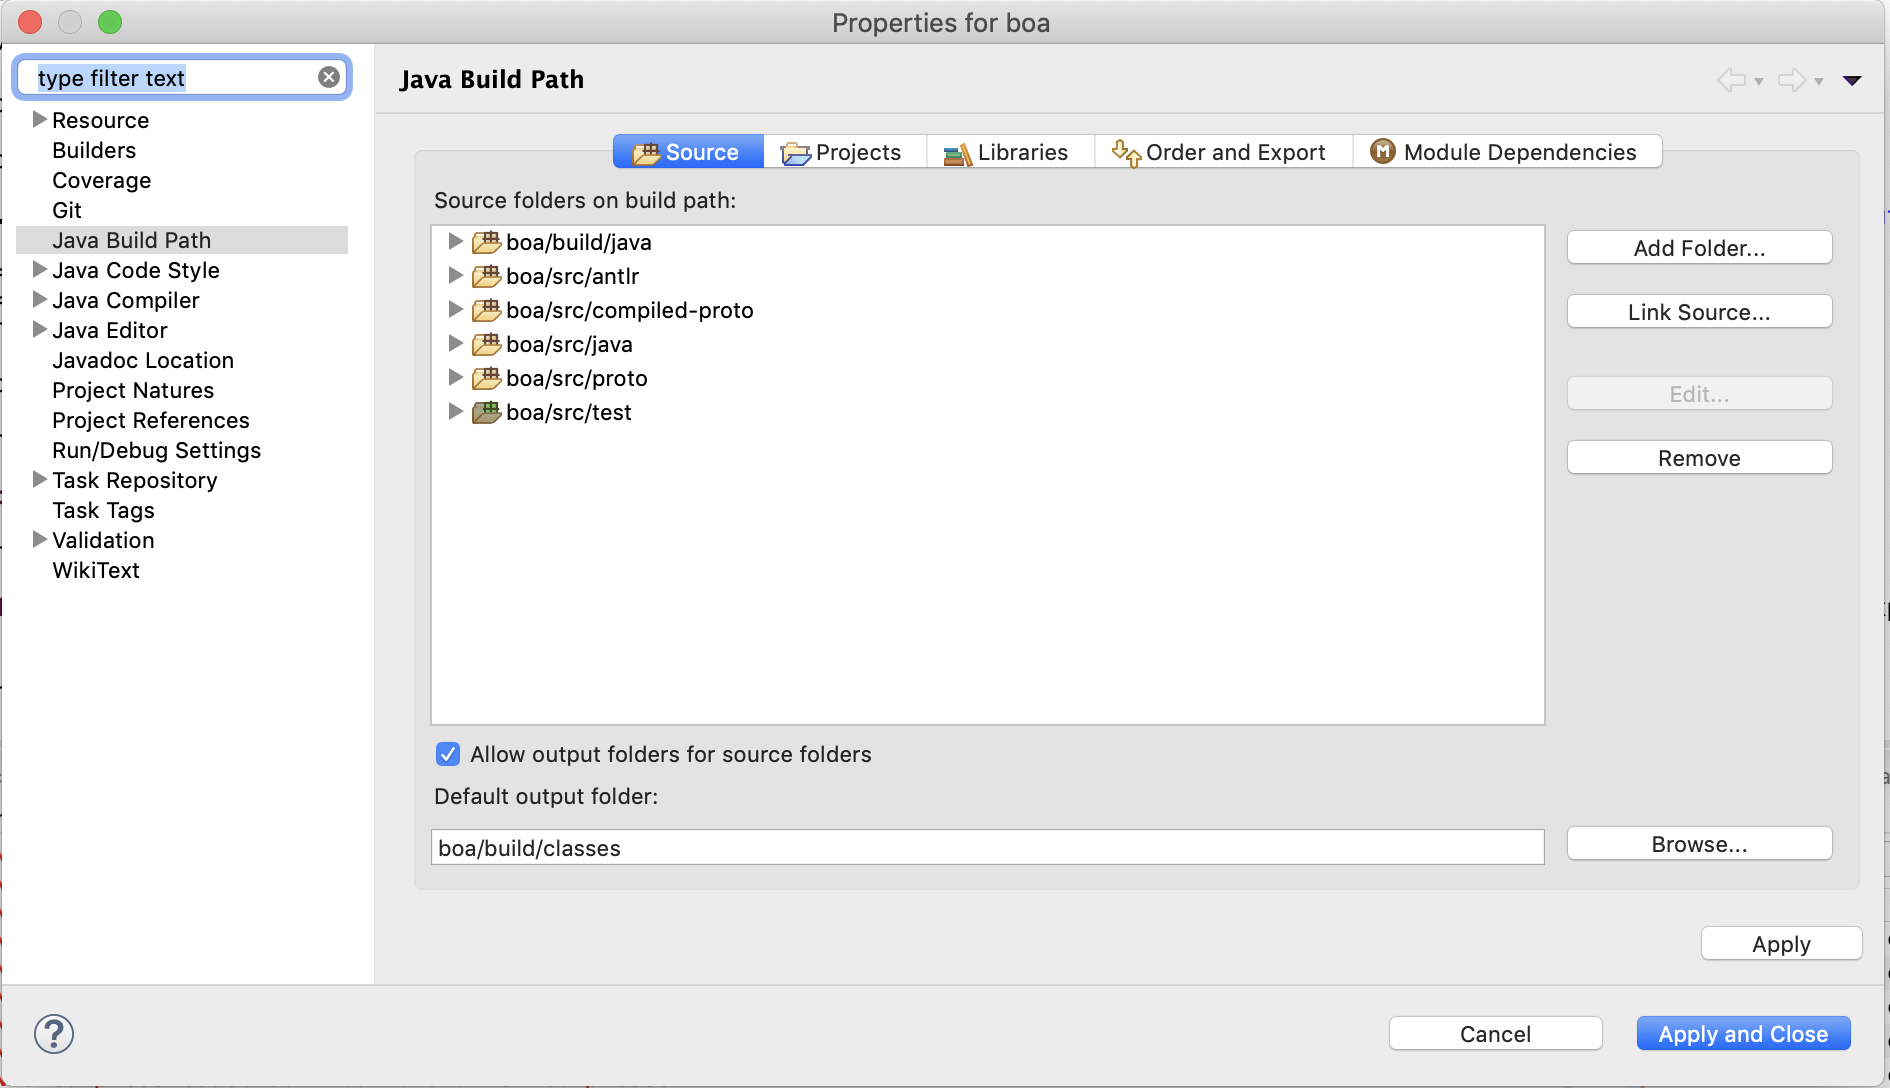 Properties for boa
type filter text
Resource
Builders
Coverage
Git
Java Build Path
Java Code Style
Java Compiler
Java Editor
Javadoc Location
Project Natures
Project References
Run/Debug Settings
Task Repository
Task Tags
Validation
WikiText
Java Build Path
Source Projects Libraries Order and Export M Module Dependencies
Source folders on build path:
boa/build/java
boa/src/antlr
boa/src/compiled-proto
boa/src/java
boa/src/proto
boa/src/test
Add Folder...
Link Source...
Edit...
Remove
Allow output folders for source folders
Default output folder:
boa/build/classes
Browse...
Apply
?
Cancel
Apply and Close